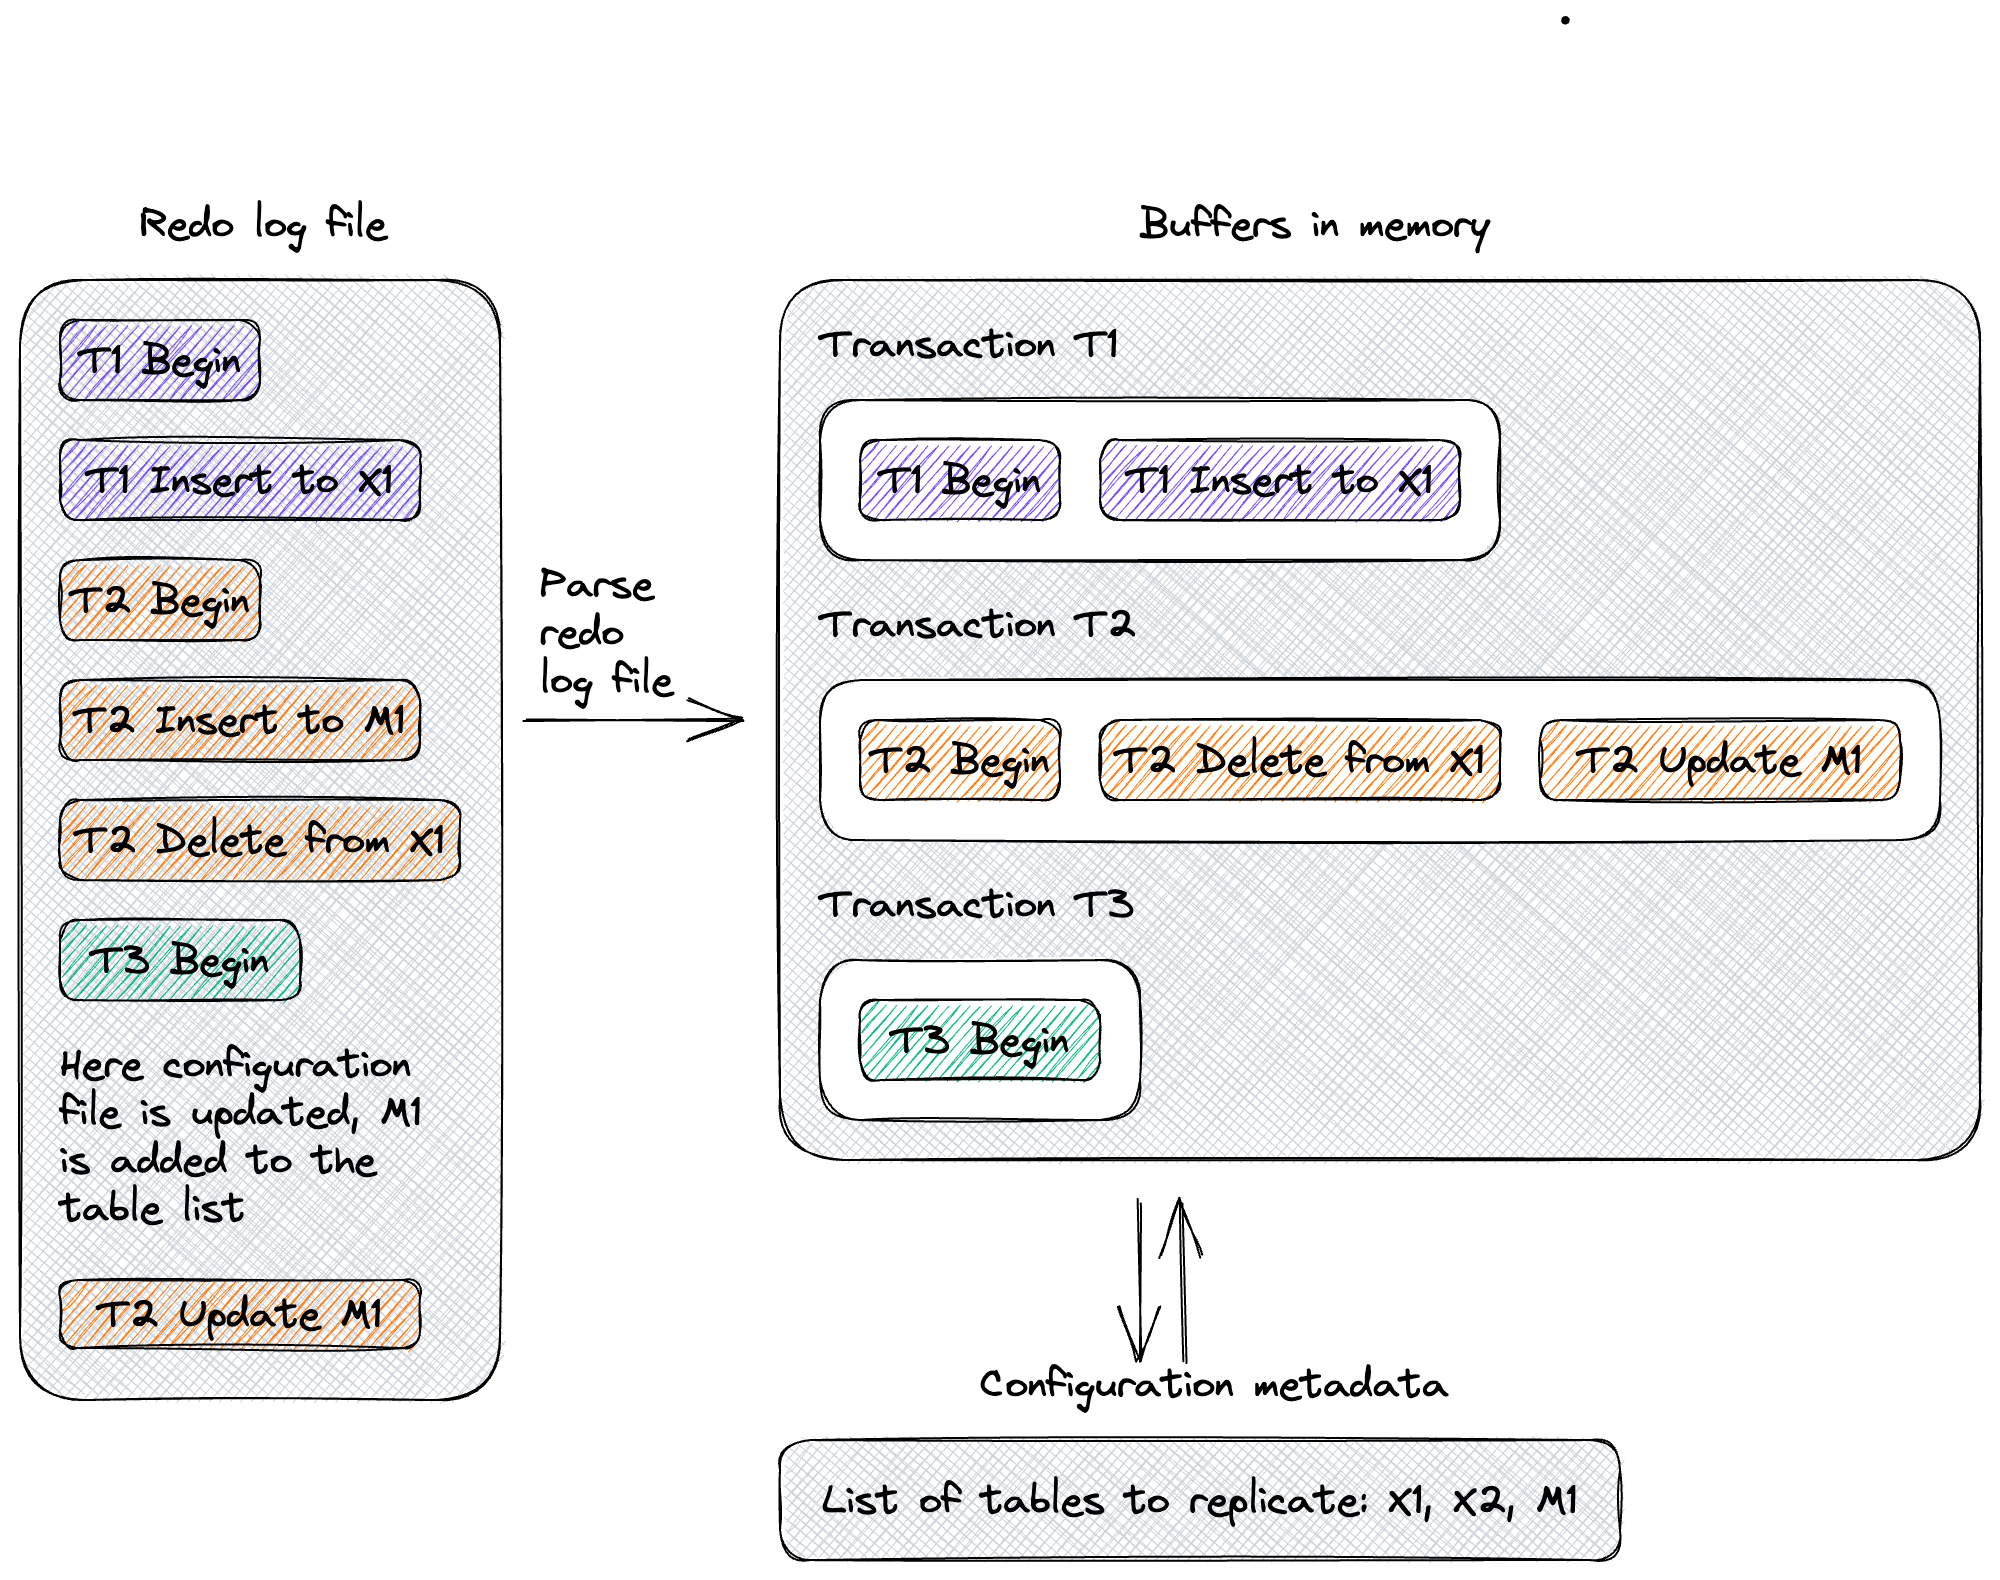 Redo log file
T1 Begin
T1 Insert to X1
T2 Begin
T2 Insert to M1
T2 Delete from X1
T3 Begin
Here configuration
file is updated, M1
is added to the
table list
T2 Update M1
Parse
redo
log file
Buffers in memory
Transaction T1
T1 Begin
T1 Insert to X1
Transaction T2
T2 Begin
T2 Delete from X1
T2 Update M1
Transaction T3
T3 Begin
Configuration metadata
List of tables to replicate: X1, X2, M1